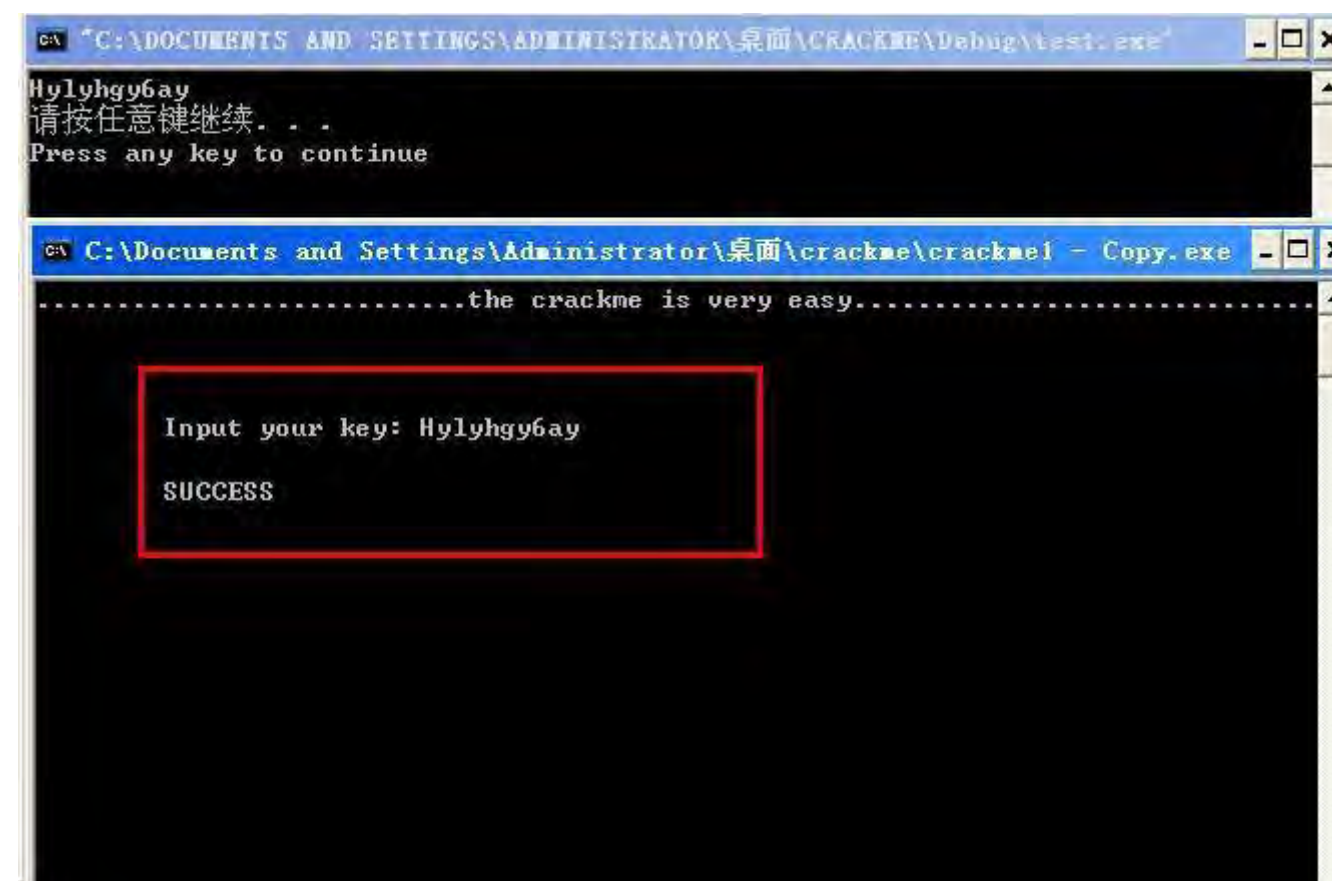 "C:\DOCUMENTS AND SETTINGS\ADMINISTRATOR\桌面\CRACKME\Debug\test.exe"
Hylyhgy6ay
请按任意键继续. . .
Press any key to continue
C:\Documents and Settings\Administrator\桌面\crackme\crackme1 - Copy.exe
.............................the crackme is very easy.............................
Input your key: Hylyhgy6ay
SUCCESS